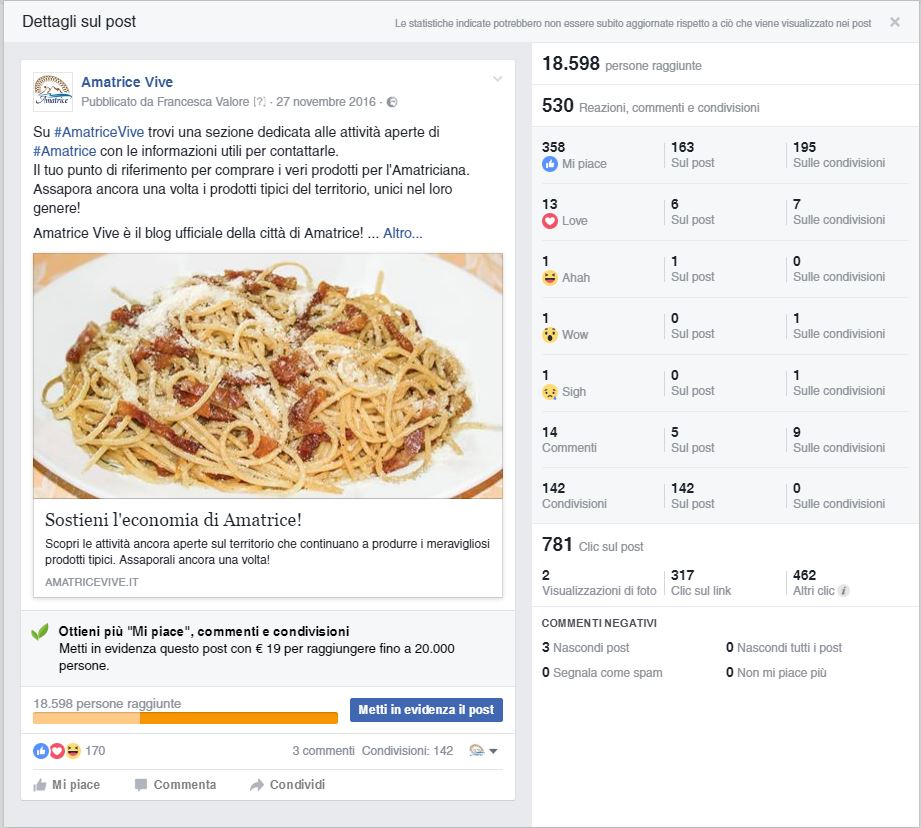 Dettagli sul post
Le statistiche indicate potrebbero non essere subito aggiornate rispetto a ciò che viene visualizzato nei post
Amatrice
Amatrice Vive
Pubblicato da Francesca Valore [?] · 27 novembre 2016 ·
Su #AmatriceVive trovi una sezione dedicata alle attività aperte di
#Amatrice con le informazioni utili per contattarle.
Il tuo punto di riferimento per comprare i veri prodotti per l'Amatriciana.
Assapora ancora una volta i prodotti tipici del territorio, unici nel loro
genere!
Amatrice Vive è il blog ufficiale della città di Amatrice! ... Altro...
Sostieni l'economia di Amatrice!
Scopri le attività ancora aperte sul territorio che continuano a produrre i meravigliosi
prodotti tipici. Assaporali ancora una volta!
AMATRICEVIVE.IT
Ottieni più "Mi piace", commenti e condivisioni
Metti in evidenza questo post con € 19 per raggiungere fino a 20.000
persone.
18.598 persone raggiunte
Metti in evidenza il post
170
3 commenti Condivisioni: 142
Mi piace Commenta Condividi
18.598 persone raggiunte
530 Reazioni, commenti e condivisioni
358 163 195
Mi piace Sul post Sulle condivisioni
13 6 7
Love Sul post Sulle condivisioni
1 1 0
Ahah Sul post Sulle condivisioni
1 0 1
Wow Sul post Sulle condivisioni
1 0 1
Sigh Sul post Sulle condivisioni
14 5 9
Commenti Sul post Sulle condivisioni
142 142 0
Condivisioni Sul post Sulle condivisioni
781 Clic sul post
2 317 462
Visualizzazioni di foto Clic sul link Altri clic i
COMMENTI NEGATIVI
3 Nascondi post 0 Nascondi tutti i post
0 Segnala come spam 0 Non mi piace più